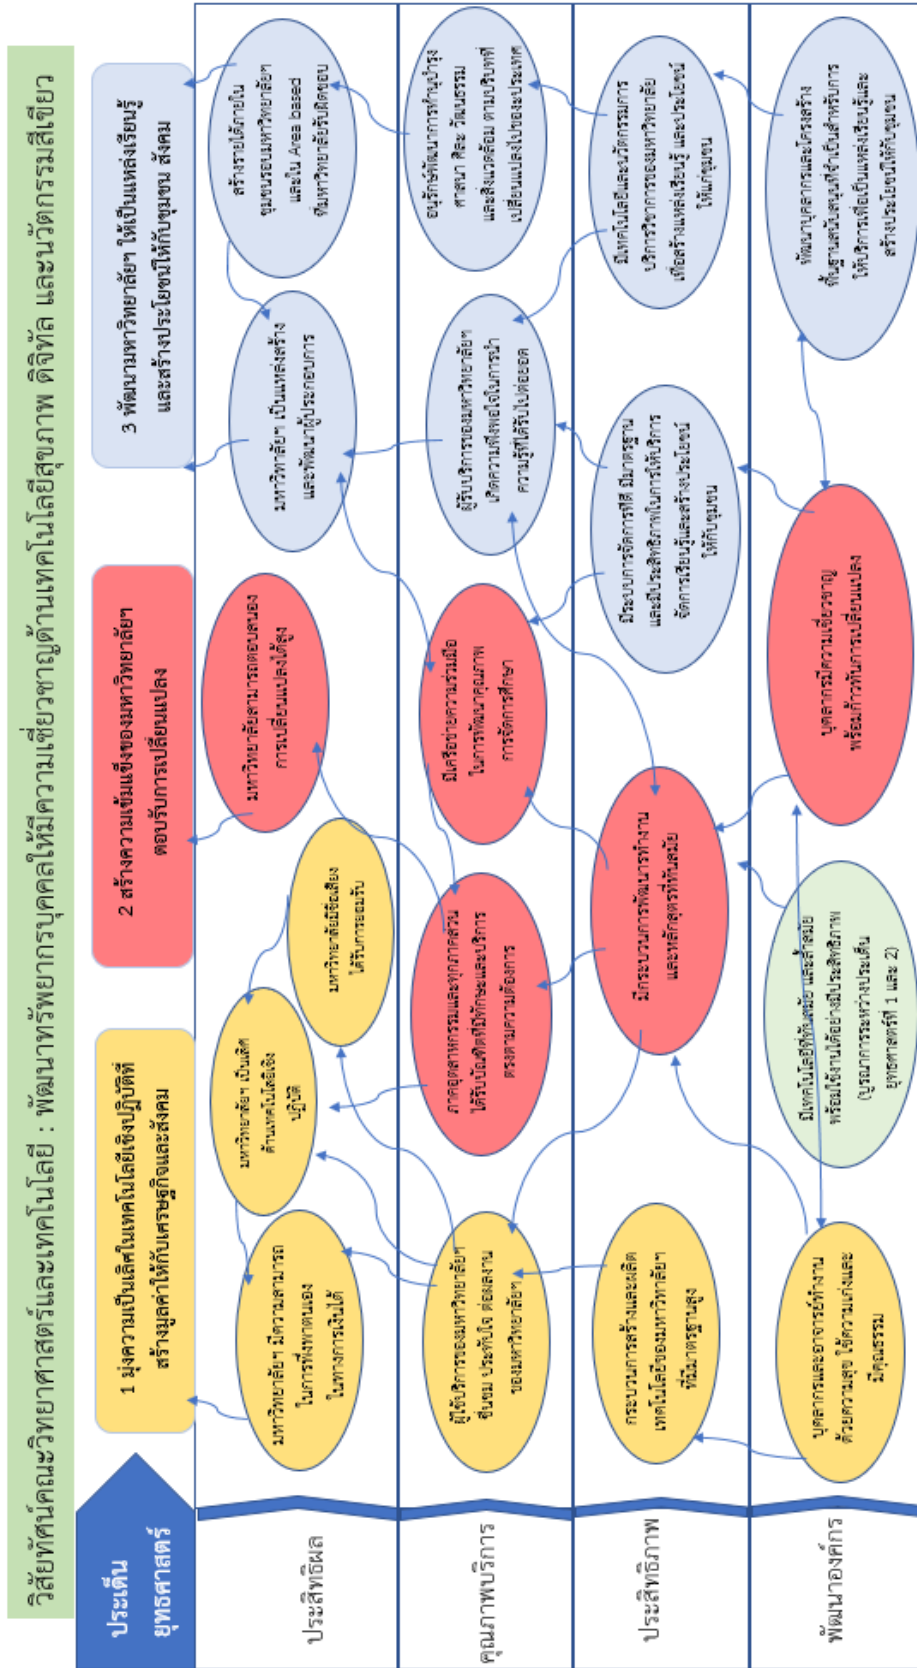 วิสัยทัศน์คณะวิทยาศาสตร์และเทคโนโลยี : พัฒนาทรัพยากรบุคคลให้มีความเชี่ยวชาญด้านเทคโนโลยีสุขภาพ ดิจิทัล และนวัตกรรมสีเขียว
ประเด็น
ยุทธศาสตร์
1 มุ่งความเป็นเลิศในเทคโนโลยีเชิงปฏิบัติที่
สร้างมูลค่าให้กับเศรษฐกิจและสังคม
2 สร้างความเข้มแข็งของมหาวิทยาลัยฯ
ตอบรับการเปลี่ยนแปลง
3 พัฒนามหาวิทยาลัยฯ ให้เป็นแหล่งเรียนรู้
และสร้างประโยชน์ให้กับชุมชน สังคม
ประสิทธิผล
มหาวิทยาลัยฯ มีความสามารถ
ในการพึ่งพาตนเอง
ในทางการเงินได้
มหาวิทยาลัยฯ เป็นเลิศ
ด้านเทคโนโลยีเชิง
ปฏิบัติ
มหาวิทยาลัยมีชื่อเสียง
ได้รับการยอมรับ
มหาวิทยาลัยสามารถตอบสนอง
การเปลี่ยนแปลงได้สูง
มหาวิทยาลัยฯ เป็นแหล่งสร้าง
และพัฒนาผู้ประกอบการ
สร้างรายได้ภายใน
ชุมชนรอบมหาวิทยาลัยฯ
และใน Area based
ที่มหาวิทยาลัยรับผิดชอบ
คุณภาพบริการ
ผู้ใช้บริการของมหาวิทยาลัยฯ
ชื่นชม ประทับใจ ต่อผลงาน
ของมหาวิทยาลัยฯ
ภาคอุตสาหกรรมและทุกภาคส่วน
ได้รับบัณฑิตที่มีทักษะและบริการ
ตรงตามความต้องการ
มีเครือข่ายความร่วมมือ
ในการพัฒนาคุณภาพ
การจัดการศึกษา
ผู้รับบริการของมหาวิทยาลัยฯ
เกิดความพึงพอใจในการนำ
ความรู้ที่ได้รับไปต่อยอด
อนุรักษ์พัฒนาการทำนุบำรุง
ศาสนา ศิลปะ วัฒนธรรม
และสิ่งแวดล้อม ตามบริบทที่
เปลี่ยนแปลงไปของประเทศ
ประสิทธิภาพ
กระบวนการสร้างและผลิต
เทคโนโลยีของมหาวิทยาลัยฯ
ที่มีมาตรฐานสูง
มีกระบวนการพัฒนาการทำงาน
และหลักสูตรที่ทันสมัย
มีระบบการจัดการที่ดี มีมาตรฐาน
และมีประสิทธิภาพในการให้บริการ
จัดการเรียนรู้และสร้างประโยชน์
ให้กับชุมชน
มีเทคโนโลยีและนวัตกรรมการ
บริการวิชาการของมหาวิทยาลัย
เพื่อสร้างแหล่งเรียนรู้ และประโยชน์
ให้แก่ชุมชน
พัฒนาองค์กร
บุคลากรและอาจารย์ทำงาน
ด้วยความสุข ใช้ความเก่งและ
มีคุณธรรม
มีเทคโนโลยีที่ทันสมัย และล้ำสมัย
พร้อมใช้งานได้อย่างมีประสิทธิภาพ
(บูรณาการระหว่างประเด็น
ยุทธศาสตร์ที่ 1 และ 2)
บุคลากรมีความเชี่ยวชาญ
พร้อมก้าวทันการเปลี่ยนแปลง
พัฒนาบุคลากรและโครงสร้าง
พื้นฐานสนับสนุนที่จำเป็นสำหรับการ
ให้บริการเพื่อเป็นแหล่งเรียนรู้และ
สร้างประโยชน์ให้กับชุมชน